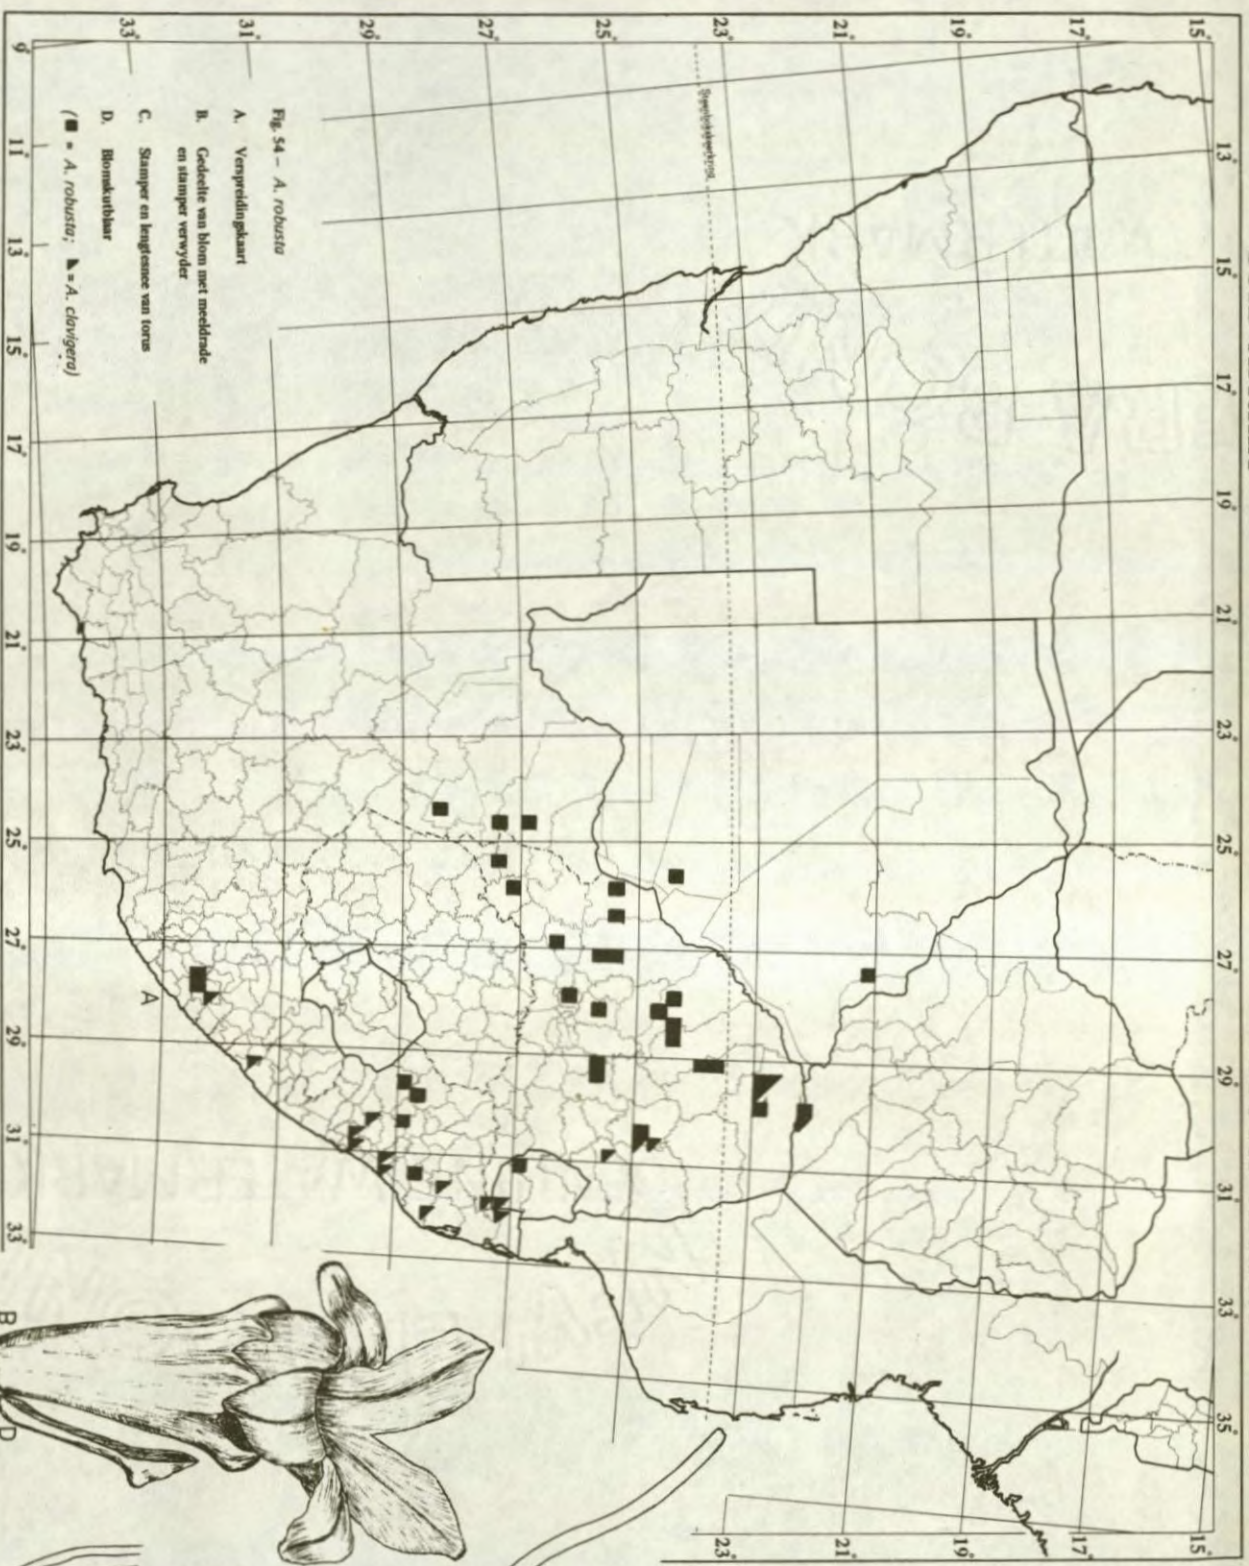 Fig. 54 – A. robusta
A. Verspreidingskaart
B. Gedeelte van blom met meeldrade
en stamper verwyder
C. Stamper en lengtesnee van torus
D. Blomskutblaar
(■ = A. robusta; ◣ = A. clavigera)
13° 15° 17° 19° 21° 23° 25° 27° 29° 31° 33° 35°
15°
17°
19°
21°
23°
25°
27°
29°
31°
33°
9° 11° 13° 15° 17° 19° 21° 23° 25° 27° 29° 31° 33°
15°
17°
19°
21°
23°
A
B
D